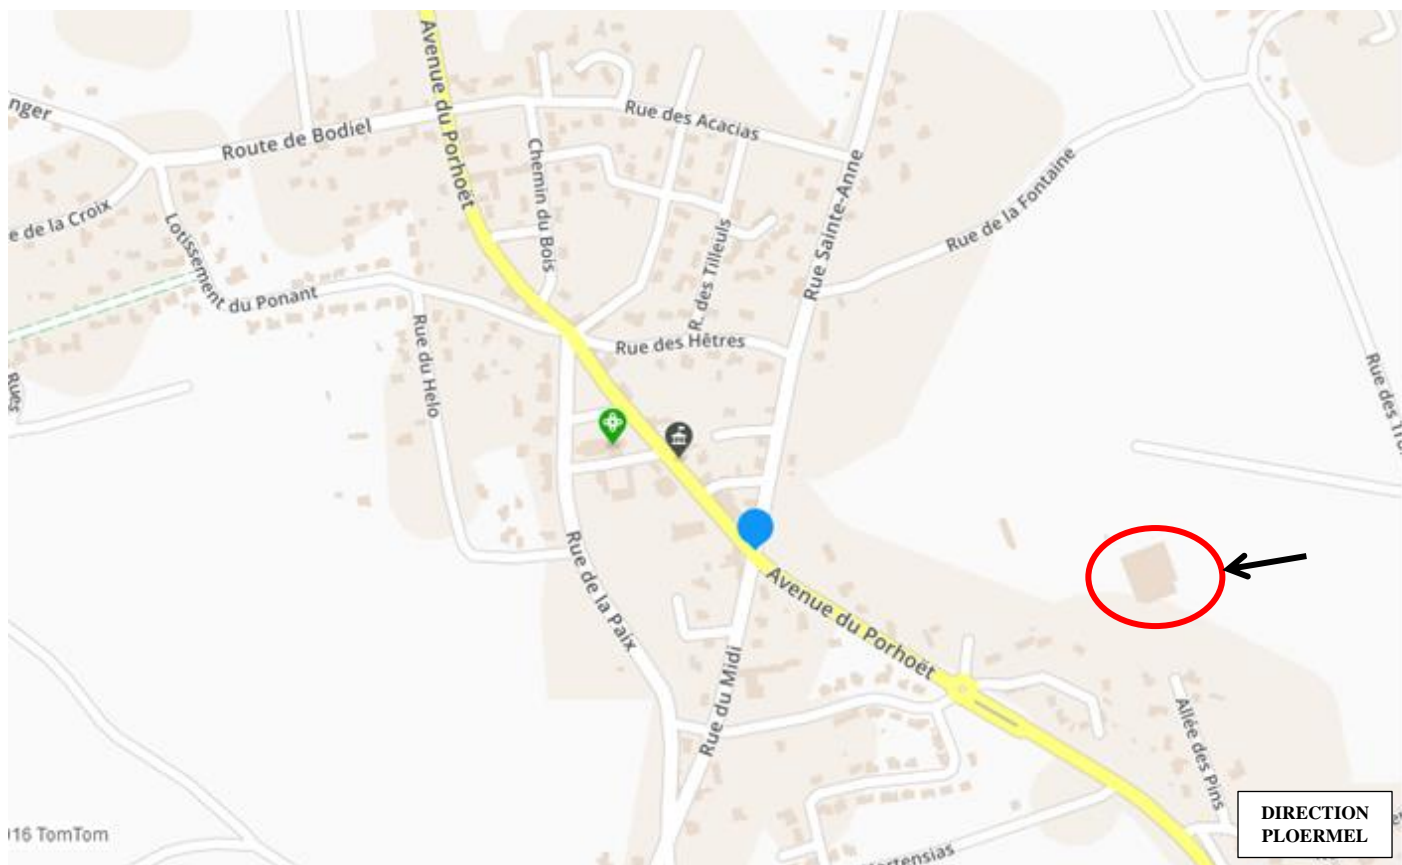 Avenue du Porhoët
nger
Route de Bodiel
Rue des Acacias
Chemin du Bois
Rue Sainte-Anne
Rue de la Fontaine
e de la Croix
Lotissement du Ponant
R. des Tilleuls
Rue du Helo
Rue des Hêtres
Rues
Rue des Tro
Rue de la Paix
Avenue du Porhoët
Rue du Midi
Allée des Pins
DIRECTION
PLOERMEL
16 TomTom
ortensias